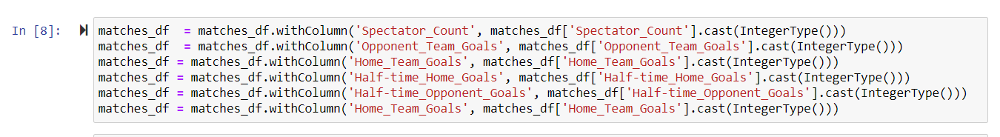 In [8]:
matches_df  = matches_df.withColumn('Spectator_Count', matches_df['Spectator_Count'].cast(IntegerType()))
matches_df  = matches_df.withColumn('Opponent_Team_Goals', matches_df['Opponent_Team_Goals'].cast(IntegerType()))
matches_df = matches_df.withColumn('Home_Team_Goals', matches_df['Home_Team_Goals'].cast(IntegerType()))
matches_df = matches_df.withColumn('Half-time_Home_Goals', matches_df['Half-time_Home_Goals'].cast(IntegerType()))
matches_df = matches_df.withColumn('Half-time_Opponent_Goals', matches_df['Half-time_Opponent_Goals'].cast(IntegerType()))
matches_df = matches_df.withColumn('Home_Team_Goals', matches_df['Home_Team_Goals'].cast(IntegerType()))